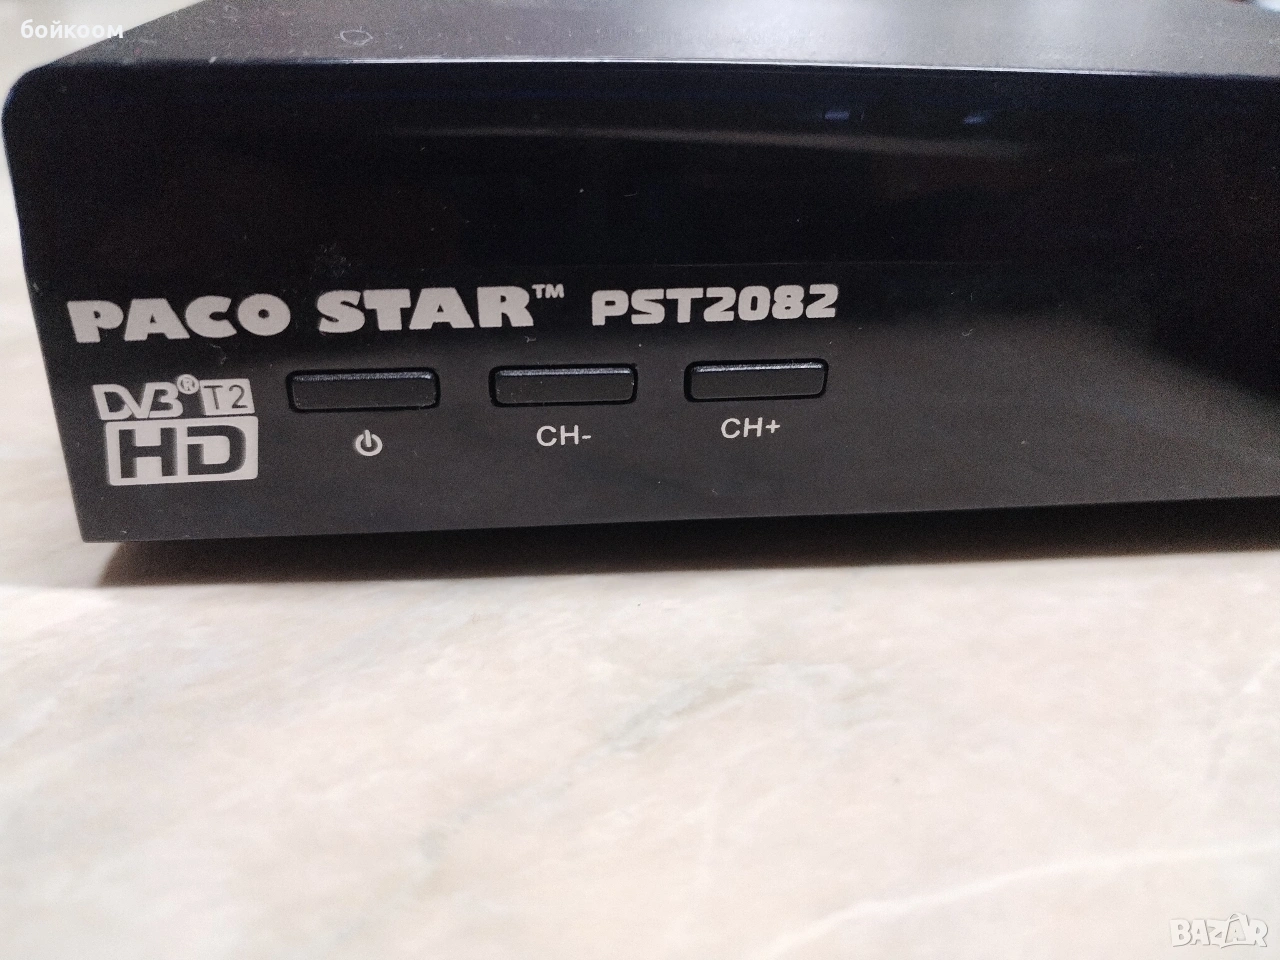 бойкоом
PACO STAR™ PST2082
DVB® T2
HD
CH-
CH+
BAZAR